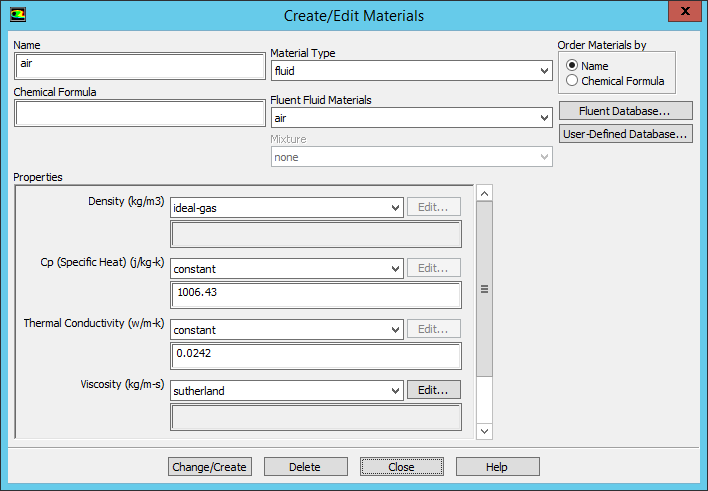 Create/Edit Materials
Name
air
Chemical Formula
Material Type
fluid
Fluent Fluid Materials
air
Mixture
none
Order Materials by
Name
Chemical Formula
Fluent Database...
User-Defined Database...
Properties
Density (kg/m3)
ideal-gas
Edit...
Cp (Specific Heat) (j/kg-k)
constant
Edit...
1006.43
Thermal Conductivity (w/m-k)
constant
Edit...
0.0242
Viscosity (kg/m-s)
sutherland
Edit...
Change/Create
Delete
Close
Help